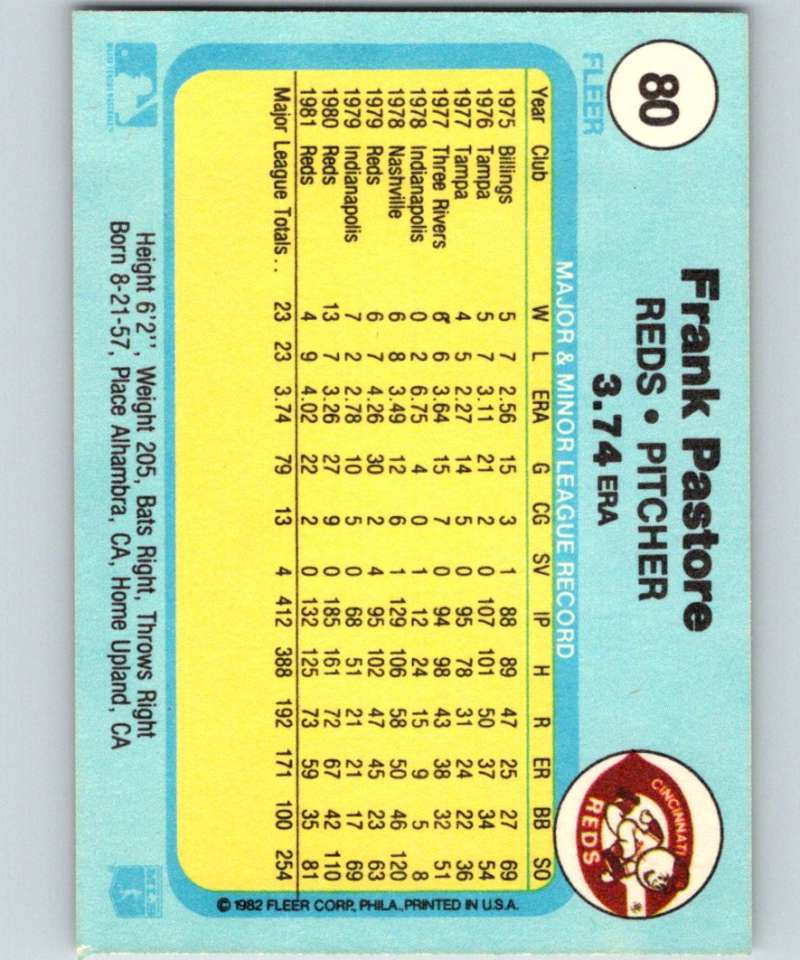 80
FLEER
Frank Pastore
REDS • PITCHER
3.74 ERA
CINCINNATI
REDS
MAJOR & MINOR LEAGUE RECORD
Year Club W L ERA G CG SV IP H R ER BB SO
1975 Billings 5 7 2.56 15 3 1 88 89 47 25 27 69
1976 Tampa 5 7 3.11 21 2 0 107 101 50 37 34 54
1977 Tampa 4 5 2.27 14 5 0 95 78 31 24 22 36
1977 Three Rivers 6 6 3.64 15 7 0 94 98 43 38 32 51
1978 Indianapolis 0 2 6.75 4 0 1 12 24 15 9 5 8
1978 Nashville 6 8 3.49 12 6 1 129 106 58 50 46 120
1979 Reds 6 7 4.26 30 2 4 95 102 47 45 23 63
1979 Indianapolis 7 2 2.78 10 5 0 68 51 21 21 17 69
1980 Reds 13 7 3.26 27 9 0 185 161 72 67 42 110
1981 Reds 4 9 4.02 22 2 0 132 125 73 59 35 81
Major League Totals.. 23 23 3.74 79 13 4 412 388 192 171 100 254
© 1982 FLEER CORP., PHILA., PRINTED IN U.S.A.
Height 6'2", Weight 205, Bats Right, Throws Right
Born 8-21-57, Place Alhambra, CA, Home Upland, CA